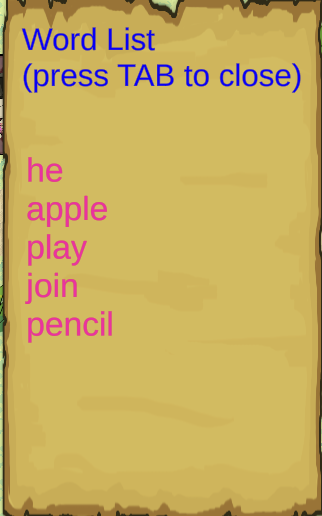 Word List
(press TAB to close)
he
apple
play
join
pencil